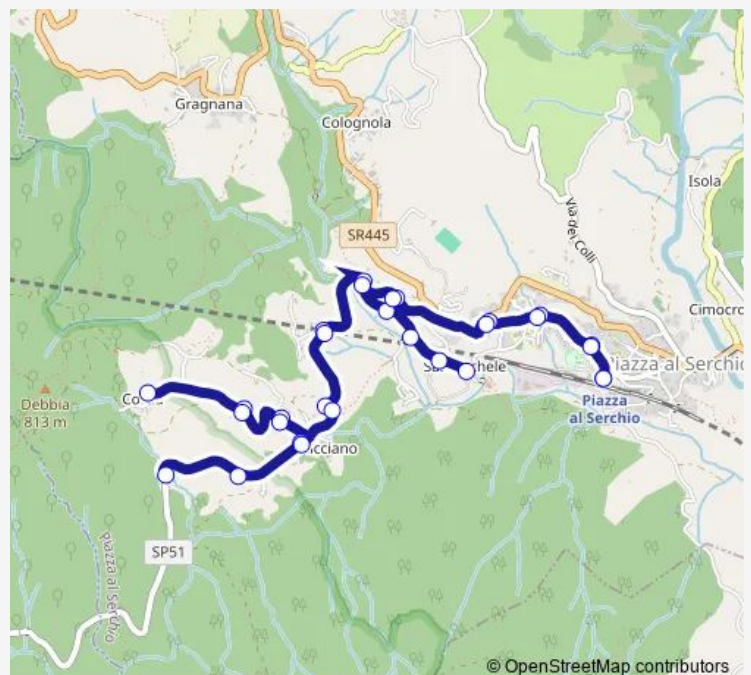 Gragnana
Colognola
Isola
SR445
Via dei Colli
Cimocro
Piazza al Serchio
Debbia
813 m
Piazza
al Serchio
SP51
Piazza al Serchio
© OpenStreetMap contributors